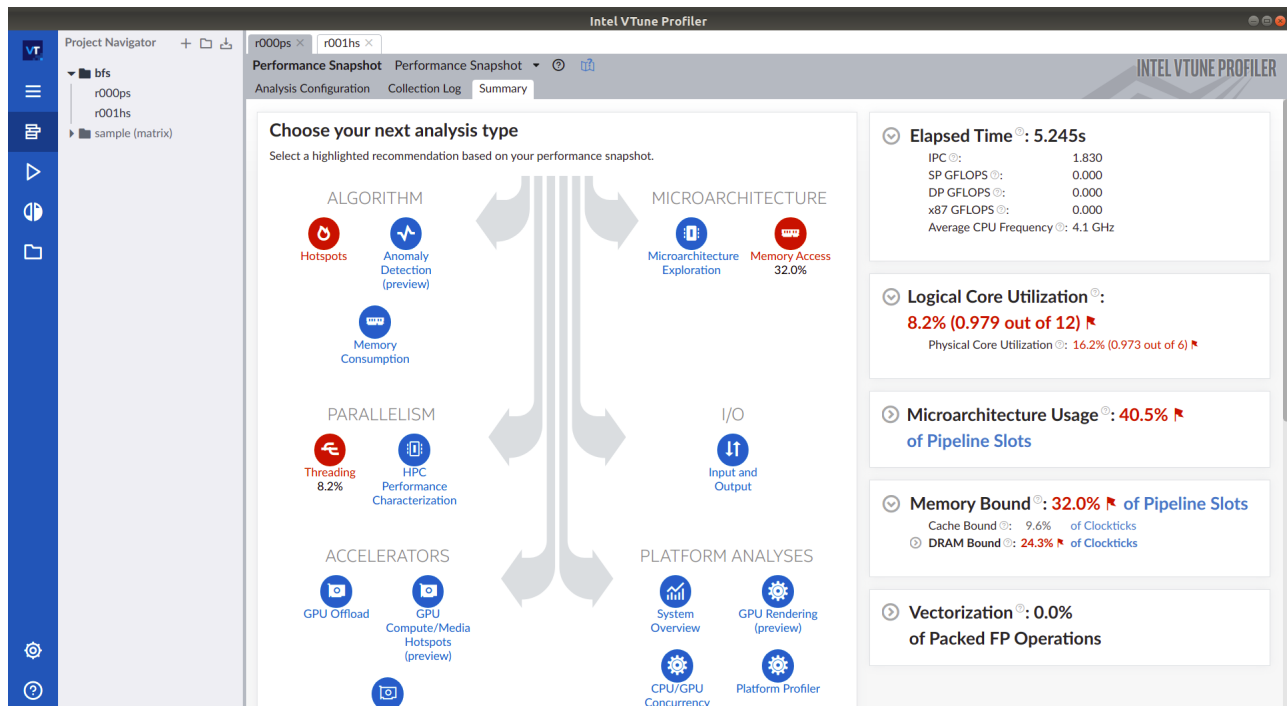 Intel VTune Profiler
VT
Project Navigator
bfs
r000ps
r001hs
sample (matrix)
r000ps
r001hs
Performance Snapshot Performance Snapshot
INTEL VTUNE PROFILER
Analysis Configuration Collection Log Summary
Choose your next analysis type
Select a highlighted recommendation based on your performance snapshot.
ALGORITHM
Hotspots
Anomaly
Detection
(preview)
Memory
Consumption
MICROARCHITECTURE
Microarchitecture
Exploration
Memory Access
32.0%
PARALLELISM
Threading
8.2%
HPC
Performance
Characterization
I/O
Input and
Output
ACCELERATORS
GPU Offload
GPU
Compute/Media
Hotspots
(preview)
PLATFORM ANALYSES
System
Overview
GPU Rendering
(preview)
CPU/GPU
Concurrency
Platform Profiler
Elapsed Time: 5.245s
IPC: 1.830
SP GFLOPS: 0.000
DP GFLOPS: 0.000
x87 GFLOPS: 0.000
Average CPU Frequency: 4.1 GHz
Logical Core Utilization:
8.2% (0.979 out of 12)
Physical Core Utilization: 16.2% (0.973 out of 6)
Microarchitecture Usage: 40.5%
of Pipeline Slots
Memory Bound: 32.0% of Pipeline Slots
Cache Bound: 9.6% of Clockticks
DRAM Bound: 24.3% of Clockticks
Vectorization: 0.0%
of Packed FP Operations